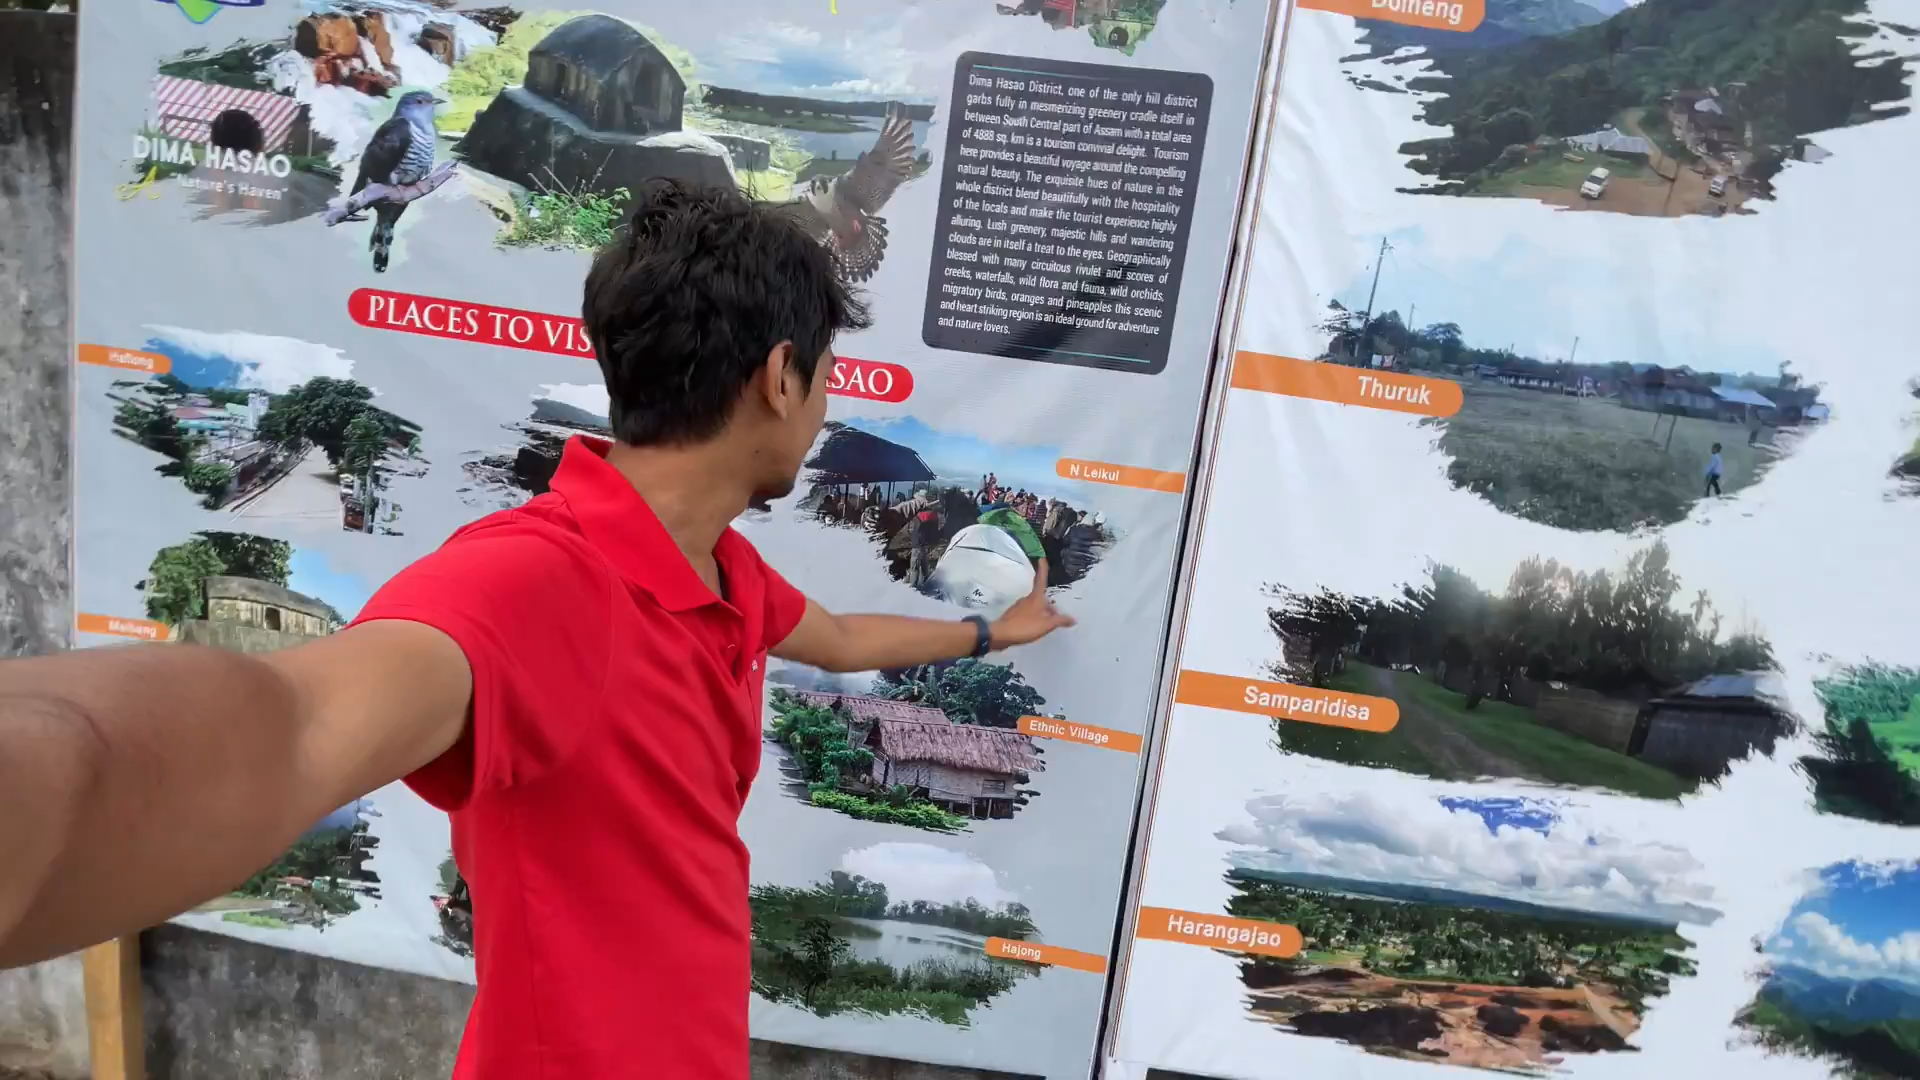 DIMA HASAO
"Nature's Haven"
Dima Hasao District, one of the only hill district
garbs fully in mesmerizing greenery cradle itself in
between South Central part of Assam with a total area
of 4888 sq. km is a tourism convivial delight. Tourism
here provides a beautiful voyage around the compelling
natural beauty. The exquisite hues of nature in the
whole district blend beautifully with the hospitality
of the locals and make the tourist experience highly
alluring. Lush greenery, majestic hills and wandering
clouds are in itself a treat to the eyes. Geographically
blessed with many circuitous rivulet and scores of
creeks, waterfalls, wild flora and fauna, wild orchids,
migratory birds, oranges and pineapples this scenic
and heart striking region is an ideal ground for adventure
and nature lovers.
PLACES TO VIS
SAO
Haflong
N Leikul
Maibang
Ethnic Village
Hajong
Domeng
Thuruk
Samparidisa
Harangajao